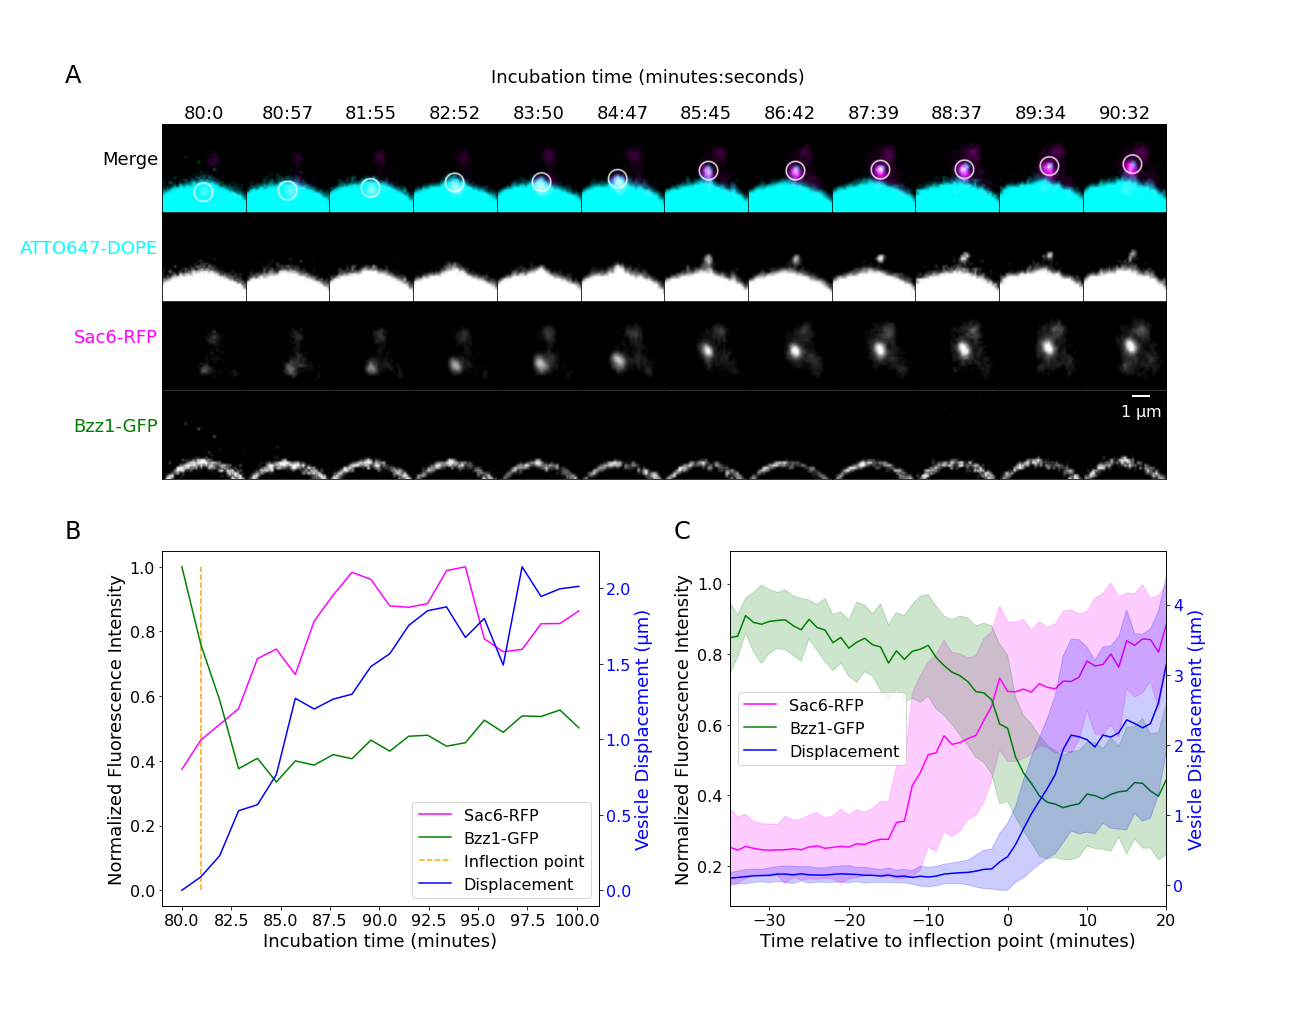 A
Incubation time (minutes:seconds)
80:0 80:57 81:55 82:52 83:50 84:47 85:45 86:42 87:39 88:37 89:34 90:32
Merge
ATTO647-DOPE
Sac6-RFP
Bzz1-GFP
1 μm
B
Normalized Fluorescence Intensity
1.0
0.8
0.6
0.4
0.2
0.0
80.0 82.5 85.0 87.5 90.0 92.5 95.0 97.5 100.0
Incubation time (minutes)
2.0
1.5
1.0
0.5
0.0
Vesicle Displacement (μm)
Sac6-RFP
Bzz1-GFP
Inflection point
Displacement
C
Normalized Fluorescence Intensity
1.0
0.8
0.6
0.4
0.2
−30 −20 −10 0 10 20
Time relative to inflection point (minutes)
4
3
2
1
0
Vesicle Displacement (μm)
Sac6-RFP
Bzz1-GFP
Displacement